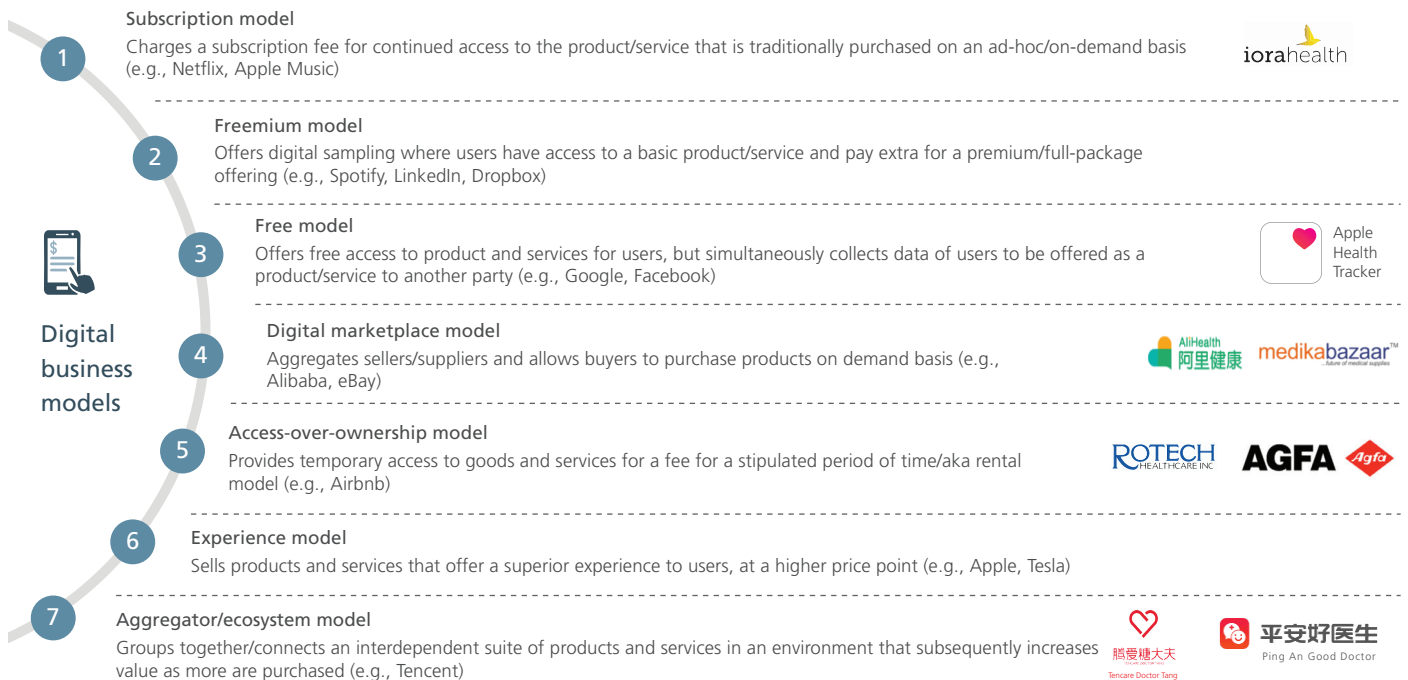 Subscription model
1
Charges a subscription fee for continued access to the product/service that is traditionally purchased on an ad-hoc/on-demand basis
(e.g., Netflix, Apple Music)
iorahealth
Freemium model
2
Offers digital sampling where users have access to a basic product/service and pay extra for a premium/full-package
offering (e.g., Spotify, LinkedIn, Dropbox)
Free model
3
Offers free access to product and services for users, but simultaneously collects data of users to be offered as a
product/service to another party (e.g., Google, Facebook)
Apple
Health
Tracker
$
Digital
business
models
Digital marketplace model
4
Aggregates sellers/suppliers and allows buyers to purchase products on demand basis (e.g.,
Alibaba, eBay)
AliHealth
阿里健康
medikabazaar™
..future of medical supplies
Access-over-ownership model
5
Provides temporary access to goods and services for a fee for a stipulated period of time/aka rental
model (e.g., Airbnb)
ROTECH
HEALTHCARE INC
AGFA
Agfa
6
Experience model
Sells products and services that offer a superior experience to users, at a higher price point (e.g., Apple, Tesla)
7
Aggregator/ecosystem model
Groups together/connects an interdependent suite of products and services in an environment that subsequently increases
value as more are purchased (e.g., Tencent)
腾爱糖大夫
Tencare Doctor Tang
平安好医生
Ping An Good Doctor